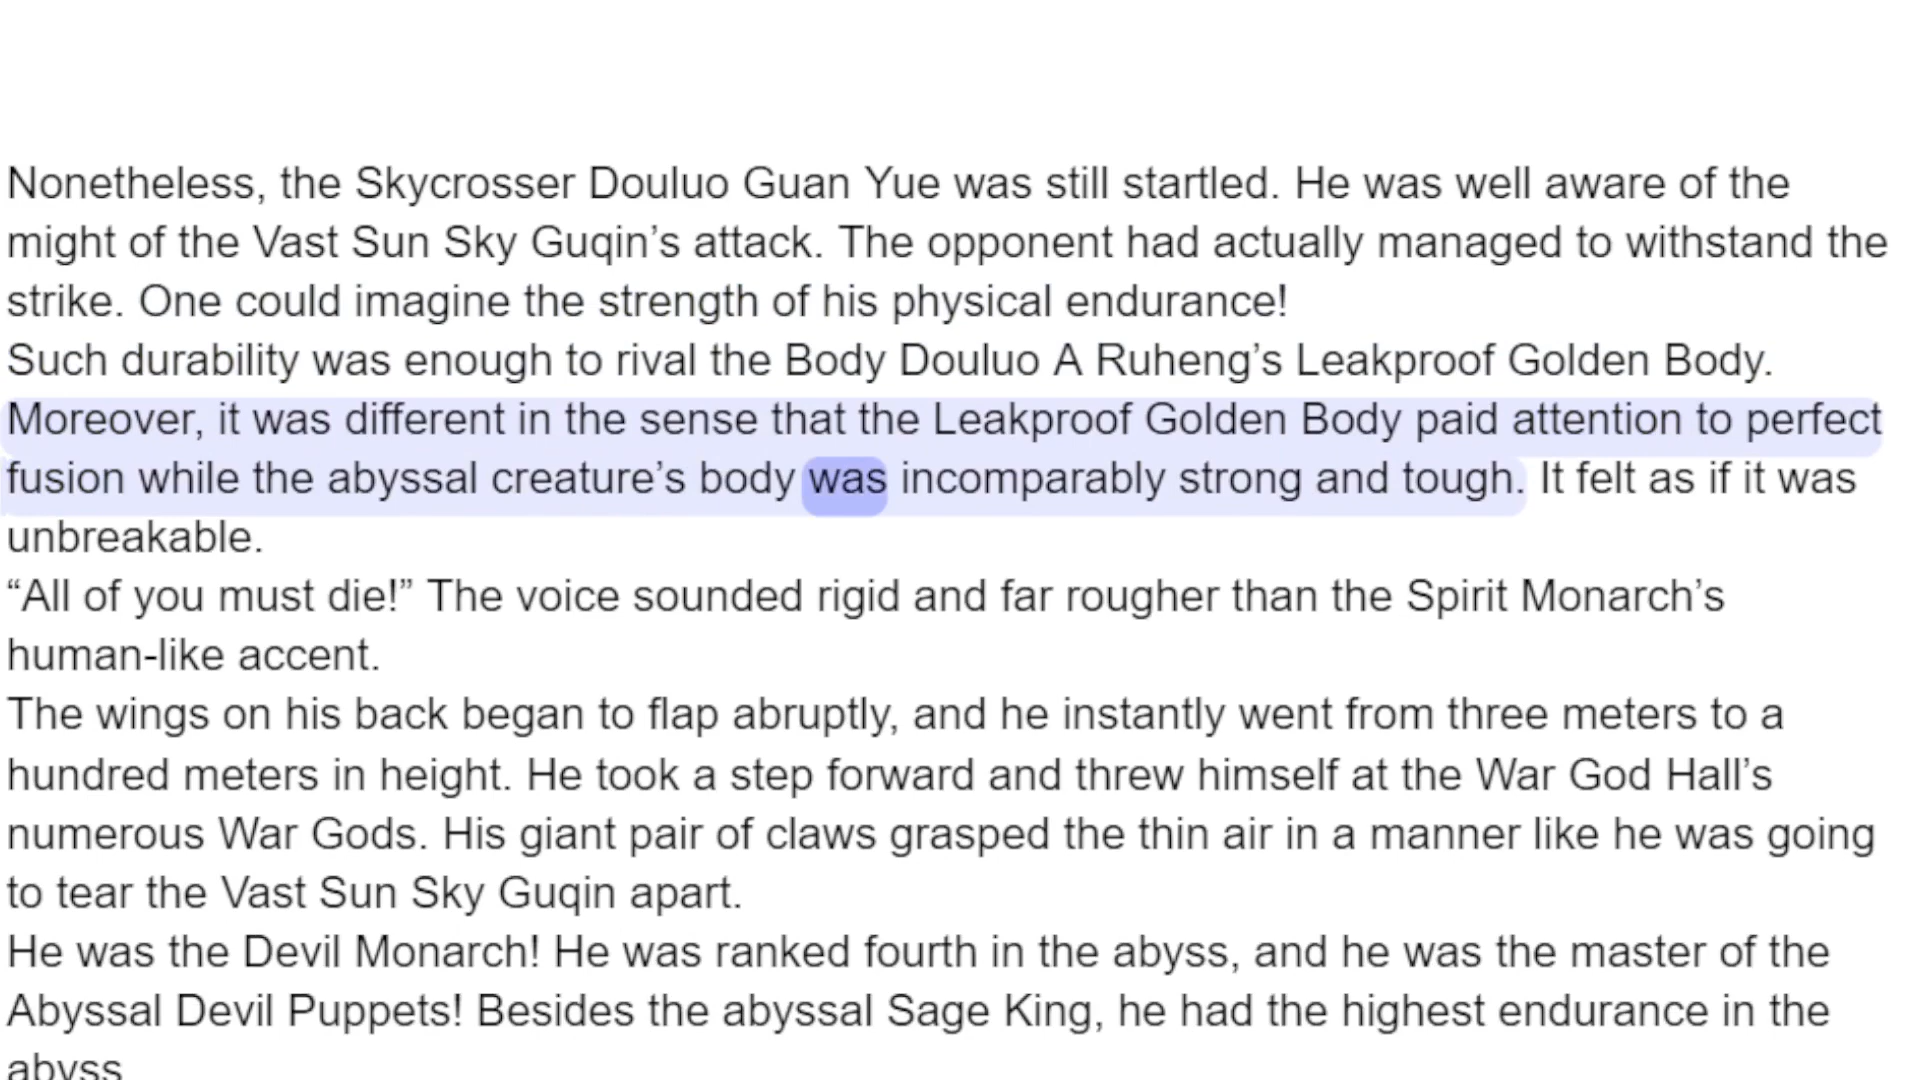 Nonetheless, the Skycrosser Douluo Guan Yue was still startled. He was well aware of the
might of the Vast Sun Sky Guqin’s attack. The opponent had actually managed to withstand the
strike. One could imagine the strength of his physical endurance!
Such durability was enough to rival the Body Douluo A Ruheng’s Leakproof Golden Body.
Moreover, it was different in the sense that the Leakproof Golden Body paid attention to perfect
fusion while the abyssal creature’s body was incomparably strong and tough. It felt as if it was
unbreakable.
“All of you must die!” The voice sounded rigid and far rougher than the Spirit Monarch’s
human-like accent.
The wings on his back began to flap abruptly, and he instantly went from three meters to a
hundred meters in height. He took a step forward and threw himself at the War God Hall’s
numerous War Gods. His giant pair of claws grasped the thin air in a manner like he was going
to tear the Vast Sun Sky Guqin apart.
He was the Devil Monarch! He was ranked fourth in the abyss, and he was the master of the
Abyssal Devil Puppets! Besides the abyssal Sage King, he had the highest endurance in the
abyss